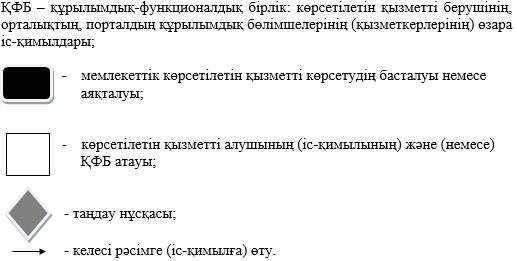 ҚФБ – құрылымдық-функционалдық бірлік: көрсетілетін қызметті берушінің,
орталықтың, порталдың құрылымдық бөлімшелерінің (қызметкерлерінің) өзара
іс-қимылдары;
- мемлекеттік көрсетілетін қызметті көрсетудің басталуы немесе
аяқталуы;
- көрсетілетін қызметті алушының (іс-қимылының) және (немесе)
ҚФБ атауы;
- таңдау нұсқасы;
- келесі рәсімге (іс-қимылға) өту.